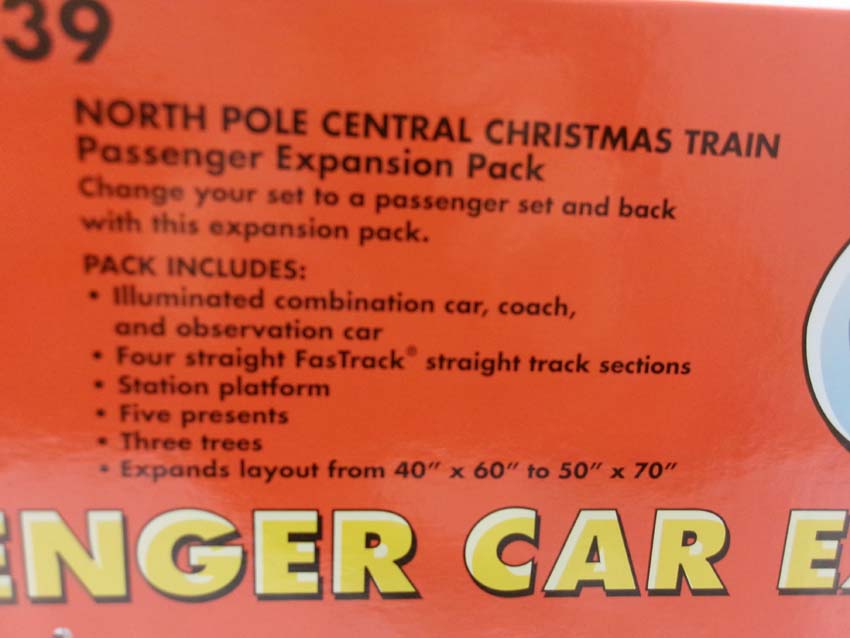 39
NORTH POLE CENTRAL CHRISTMAS TRAIN
Passenger Expansion Pack
Change your set to a passenger set and back
with this expansion pack.
PACK INCLUDES:
• Illuminated combination car, coach,
and observation car
• Four straight FasTrack® straight track sections
• Station platform
• Five presents
• Three trees
• Expands layout from 40" x 60" to 50" x 70"
ENGER CAR E